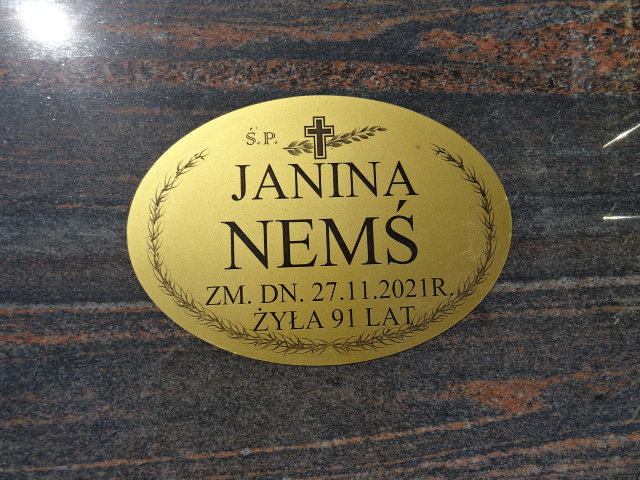 Ś.P.
JANINA
NEMŚ
ZM. DN. 27.11.2021R.
ŻYŁA 91 LAT